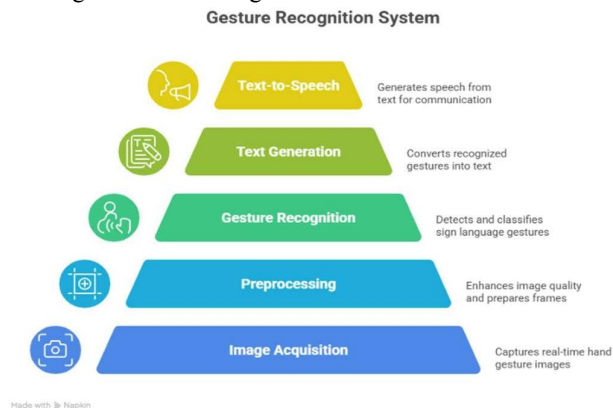 Gesture Recognition System
Text-to-Speech
Generates speech from
text for communication
Text Generation
Converts recognized
gestures into text
Gesture Recognition
Detects and classifies
sign language gestures
Preprocessing
Enhances image quality
and prepares frames
Image Acquisition
Captures real-time hand
gesture images
Made with Napkin